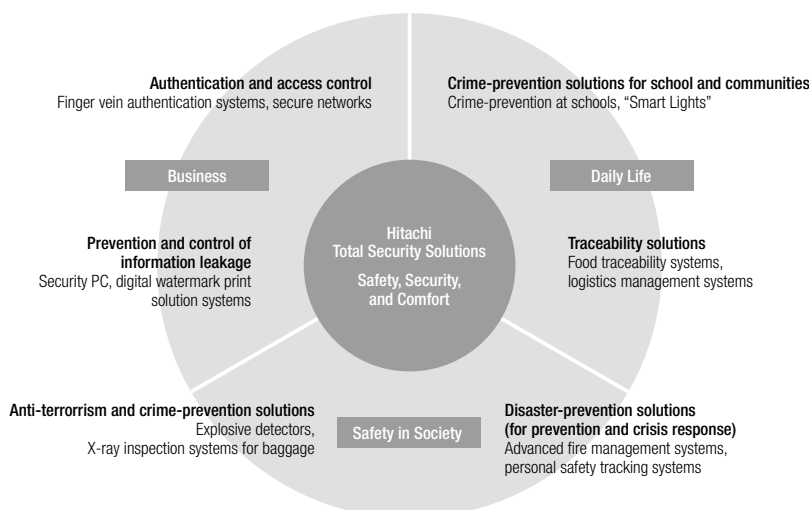 Authentication and access control
Finger vein authentication systems, secure networks
Crime-prevention solutions for school and communities
Crime-prevention at schools, “Smart Lights”
Business
Daily Life
Hitachi
Total Security Solutions
Safety, Security,
and Comfort
Prevention and control of
information leakage
Security PC, digital watermark print
solution systems
Traceability solutions
Food traceability systems,
logistics management systems
Anti-terrorrism and crime-prevention solutions
Explosive detectors,
X-ray inspection systems for baggage
Safety in Society
Disaster-prevention solutions
(for prevention and crisis response)
Advanced fire management systems,
personal safety tracking systems